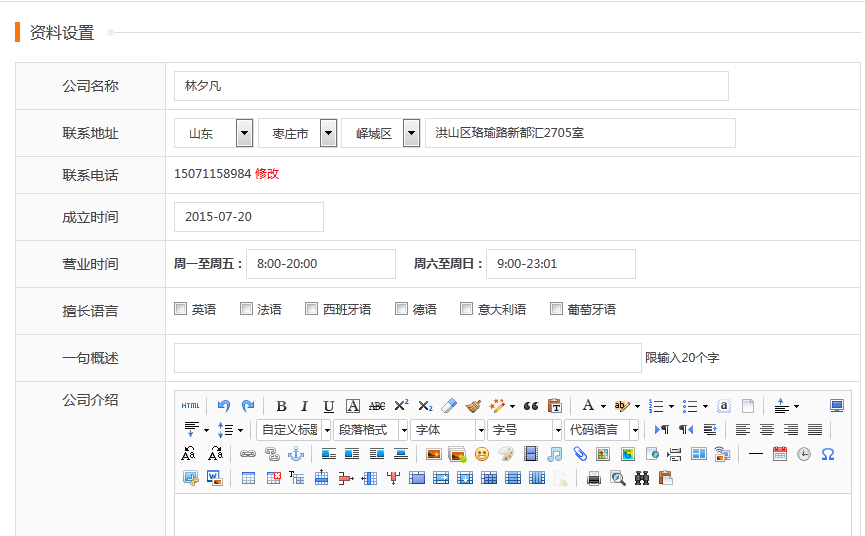 资料设置
公司名称 林夕凡
联系地址 山东 枣庄市 峄城区 洪山区珞瑜路新都汇2705室
联系电话 15071158984 修改
成立时间 2015-07-20
营业时间 周一至周五： 8:00-20:00 周六至周日： 9:00-23:01
擅长语言 英语 法语 西班牙语 德语 意大利语 葡萄牙语
一句概述 限输入20个字
公司介绍 HTML B I U A ABC X² X₂ A ab a T
自定义标题 段落格式 字体 字号 代码语言